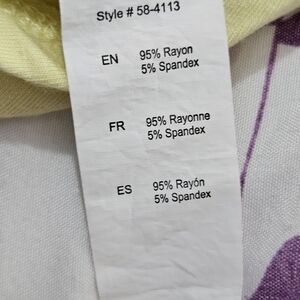 Style # 58-4113
EN 95% Rayon
5% Spandex
FR 95% Rayonne
5% Spandex
ES 95% Rayón
5% Spandex